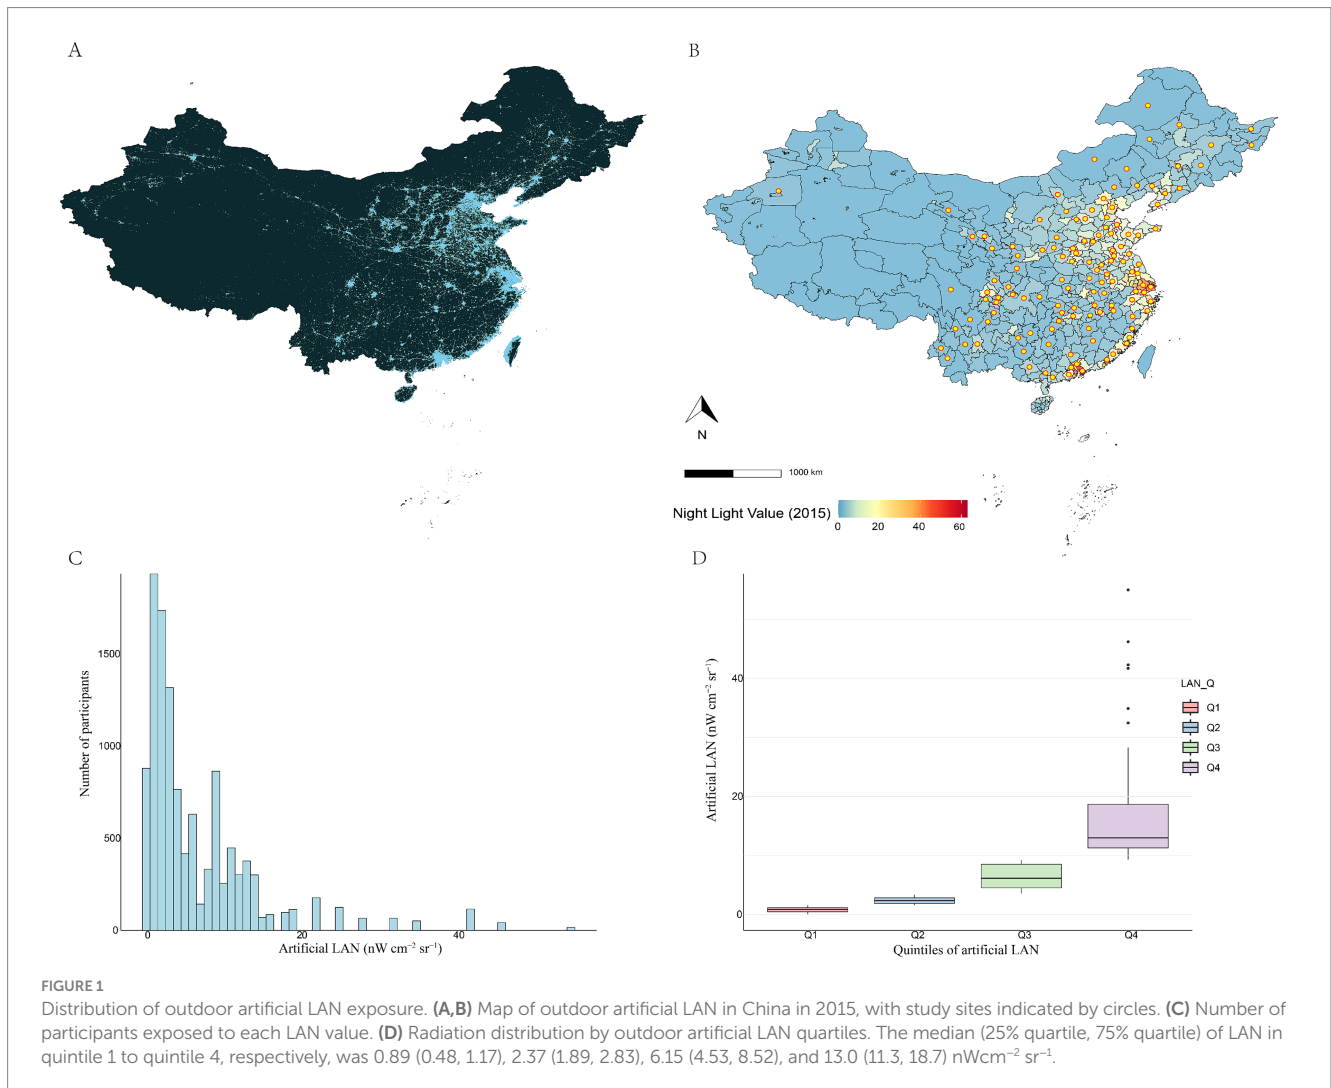 A
B
N
1000 km
Night Light Value (2015)
0 20 40 60
C
Number of participants
1500
1000
500
0
0 20 40
Artificial LAN (nW cm⁻² sr⁻¹)
D
Artificial LAN (nW cm⁻² sr⁻¹)
40
20
0
Q1 Q2 Q3 Q4
Quintiles of artificial LAN
LAN_Q
Q1
Q2
Q3
Q4
FIGURE 1
Distribution of outdoor artificial LAN exposure. (A,B) Map of outdoor artificial LAN in China in 2015, with study sites indicated by circles. (C) Number of
participants exposed to each LAN value. (D) Radiation distribution by outdoor artificial LAN quartiles. The median (25% quartile, 75% quartile) of LAN in
quintile 1 to quintile 4, respectively, was 0.89 (0.48, 1.17), 2.37 (1.89, 2.83), 6.15 (4.53, 8.52), and 13.0 (11.3, 18.7) nWcm⁻² sr⁻¹.